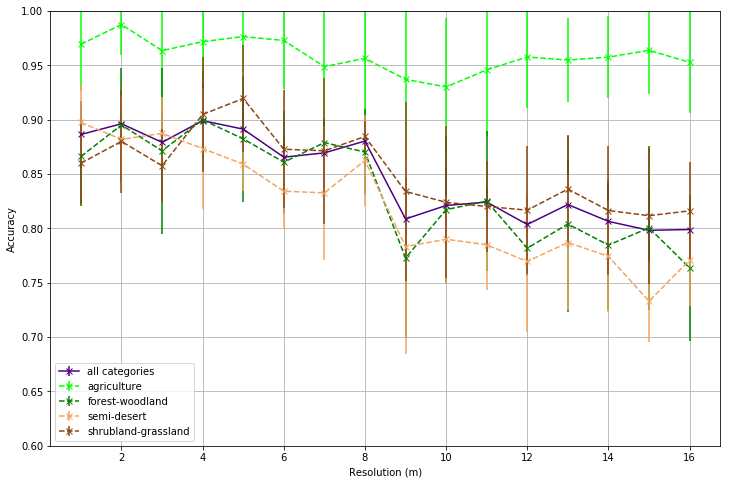 1.00
0.95
0.90
0.85
0.80
0.75
0.70
0.65
0.60
Accuracy
all categories
agriculture
forest-woodland
semi-desert
shrubland-grassland
2 4 6 8 10 12 14 16
Resolution (m)